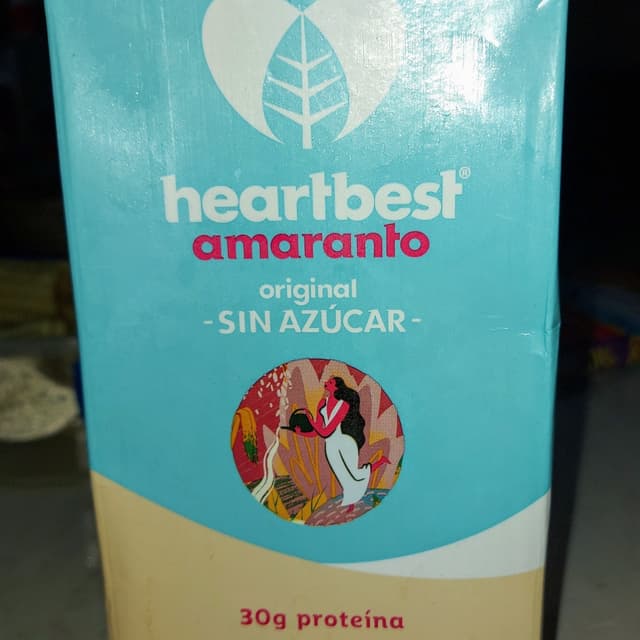 heartbest®
amaranto
original
-SIN AZÚCAR-
30g proteína